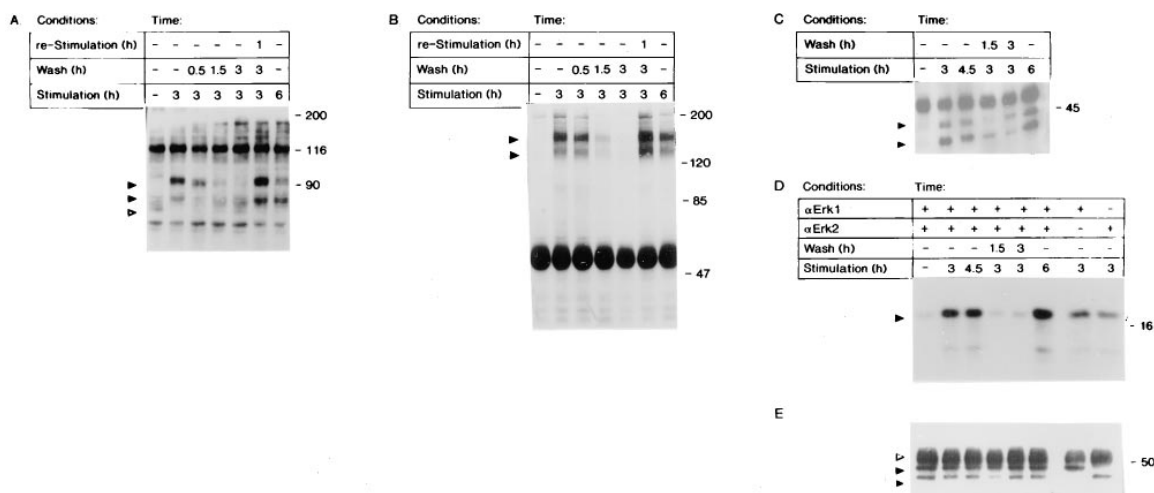 A Conditions: Time:
re-Stimulation (h) - - - - - 1 -
Wash (h) - - 0.5 1.5 3 3 -
Stimulation (h) - 3 3 3 3 3 6
- 200
- 116
- 90
B Conditions: Time:
re-Stimulation (h) - - - - - 1 -
Wash (h) - - 0.5 1.5 3 3 -
Stimulation (h) - 3 3 3 3 3 6
- 200
- 120
- 85
- 47
C Conditions: Time:
Wash (h) - - - 1.5 3 -
Stimulation (h) - 3 4.5 3 3 6
- 45
D Conditions: Time:
αErk1 + + + + + + + -
αErk2 + + + + + + - +
Wash (h) - - - 1.5 3 - - -
Stimulation (h) - 3 4.5 3 3 6 3 3
- 16
E
- 50